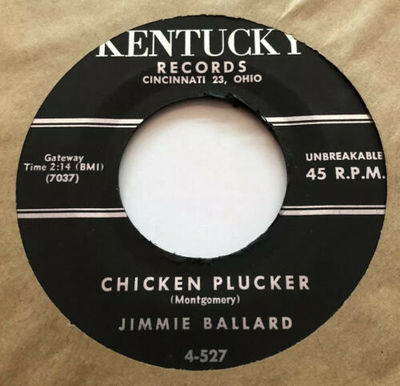 KENTUCKY
RECORDS
CINCINNATI 23, OHIO
Gateway
Time 2:14 (BMI)
(7037)
UNBREAKABLE
45 R.P.M.
CHICKEN PLUCKER
(Montgomery)
JIMMIE BALLARD
4-527